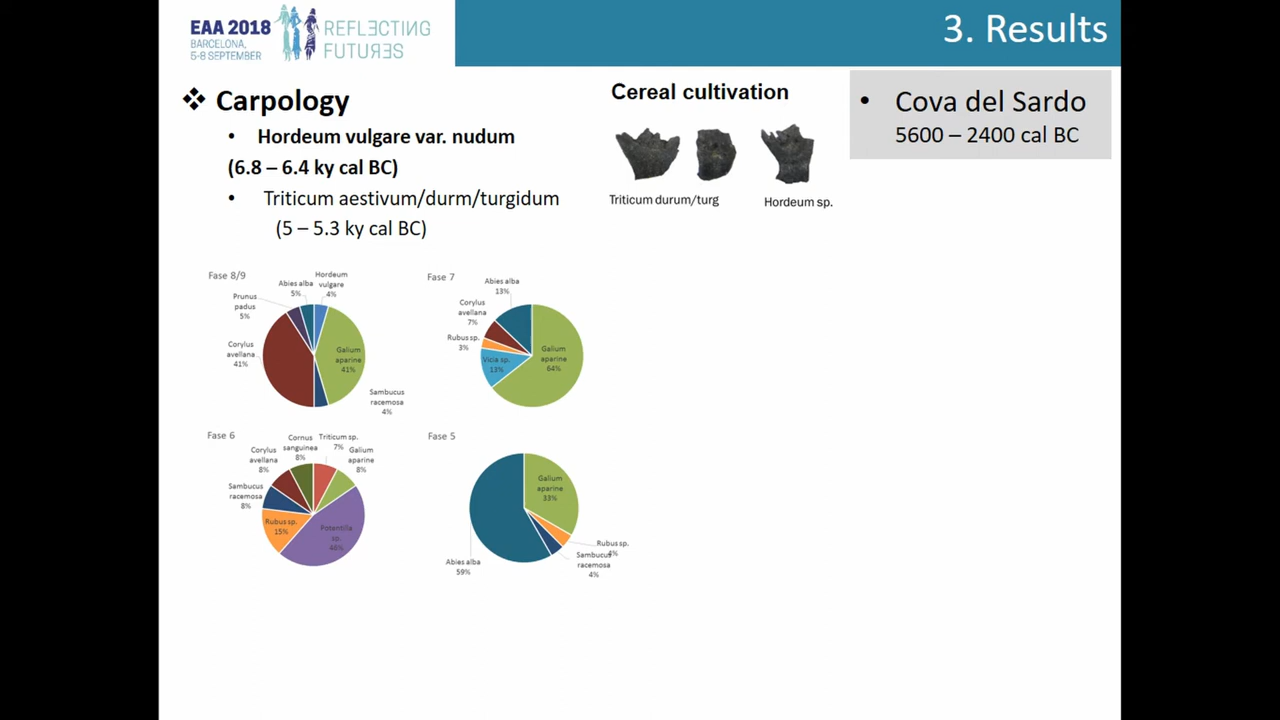 EAA 2018
BARCELONA,
5-8 SEPTEMBER
REFLECTING
FUTURES
3. Results
❖ Carpology
• Hordeum vulgare var. nudum
(6.8 – 6.4 ky cal BC)
• Triticum aestivum/durm/turgidum
(5 – 5.3 ky cal BC)
Cereal cultivation
Triticum durum/turg
Hordeum sp.
• Cova del Sardo
5600 – 2400 cal BC
Fase 8/9
Hordeum
vulgare
4%
Abies alba
5%
Prunus
padus
5%
Corylus
avellana
41%
Galium
aparine
41%
Sambucus
racemosa
4%
Fase 7
Abies alba
13%
Corylus
avellana
7%
Rubus sp.
3%
Vicia sp.
13%
Galium
aparine
64%
Fase 6
Cornus
sanguinea
8%
Triticum sp.
7%
Galium
aparine
8%
Corylus
avellana
8%
Sambucus
racemosa
8%
Rubus sp.
15%
Potentilla
sp.
46%
Fase 5
Galium
aparine
33%
Rubus sp.
4%
Sambucus
racemosa
4%
Abies alba
59%